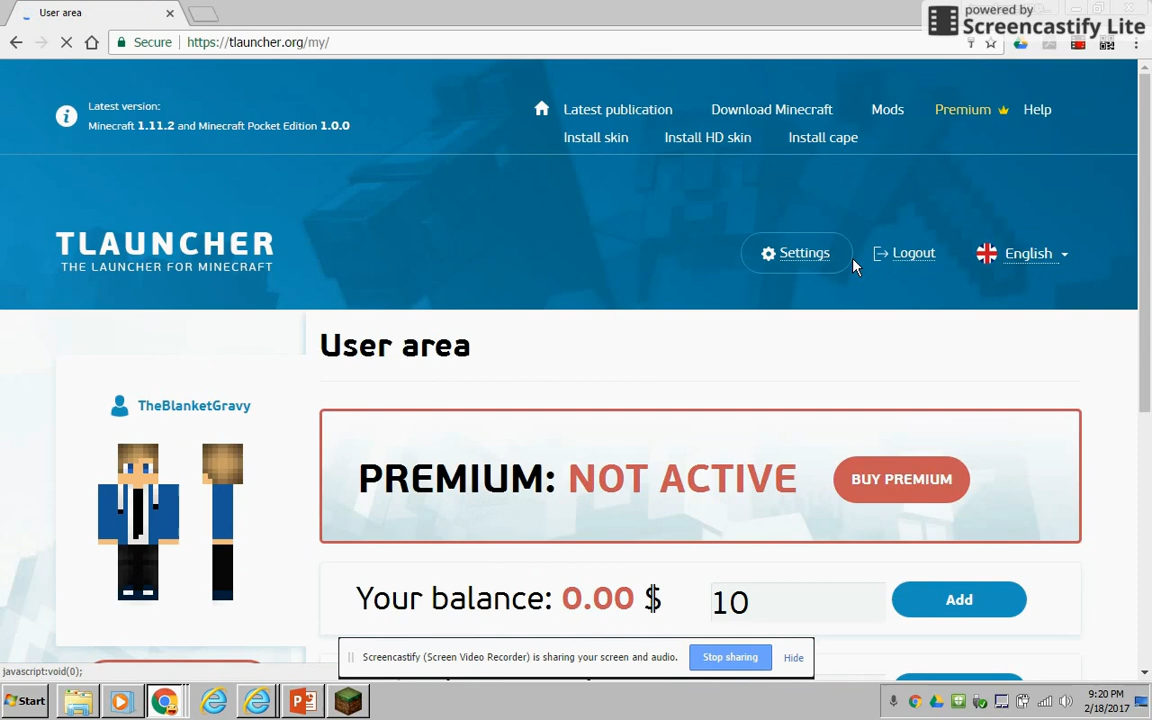 User area
powered by
Screencastify Lite
Secure
https://tlauncher.org/my/
Latest version:
Minecraft 1.11.2 and Minecraft Pocket Edition 1.0.0
Latest publication
Download Minecraft
Mods
Premium
Help
Install skin
Install HD skin
Install cape
TLAUNCHER
THE LAUNCHER FOR MINECRAFT
Settings
Logout
English
User area
TheBlanketGravy
PREMIUM: NOT ACTIVE
BUY PREMIUM
Your balance: 0.00 $
10
Add
Screencastify (Screen Video Recorder) is sharing your screen and audio.
Stop sharing
Hide
javascript:void(0);
Start
9:20 PM
2/18/2017